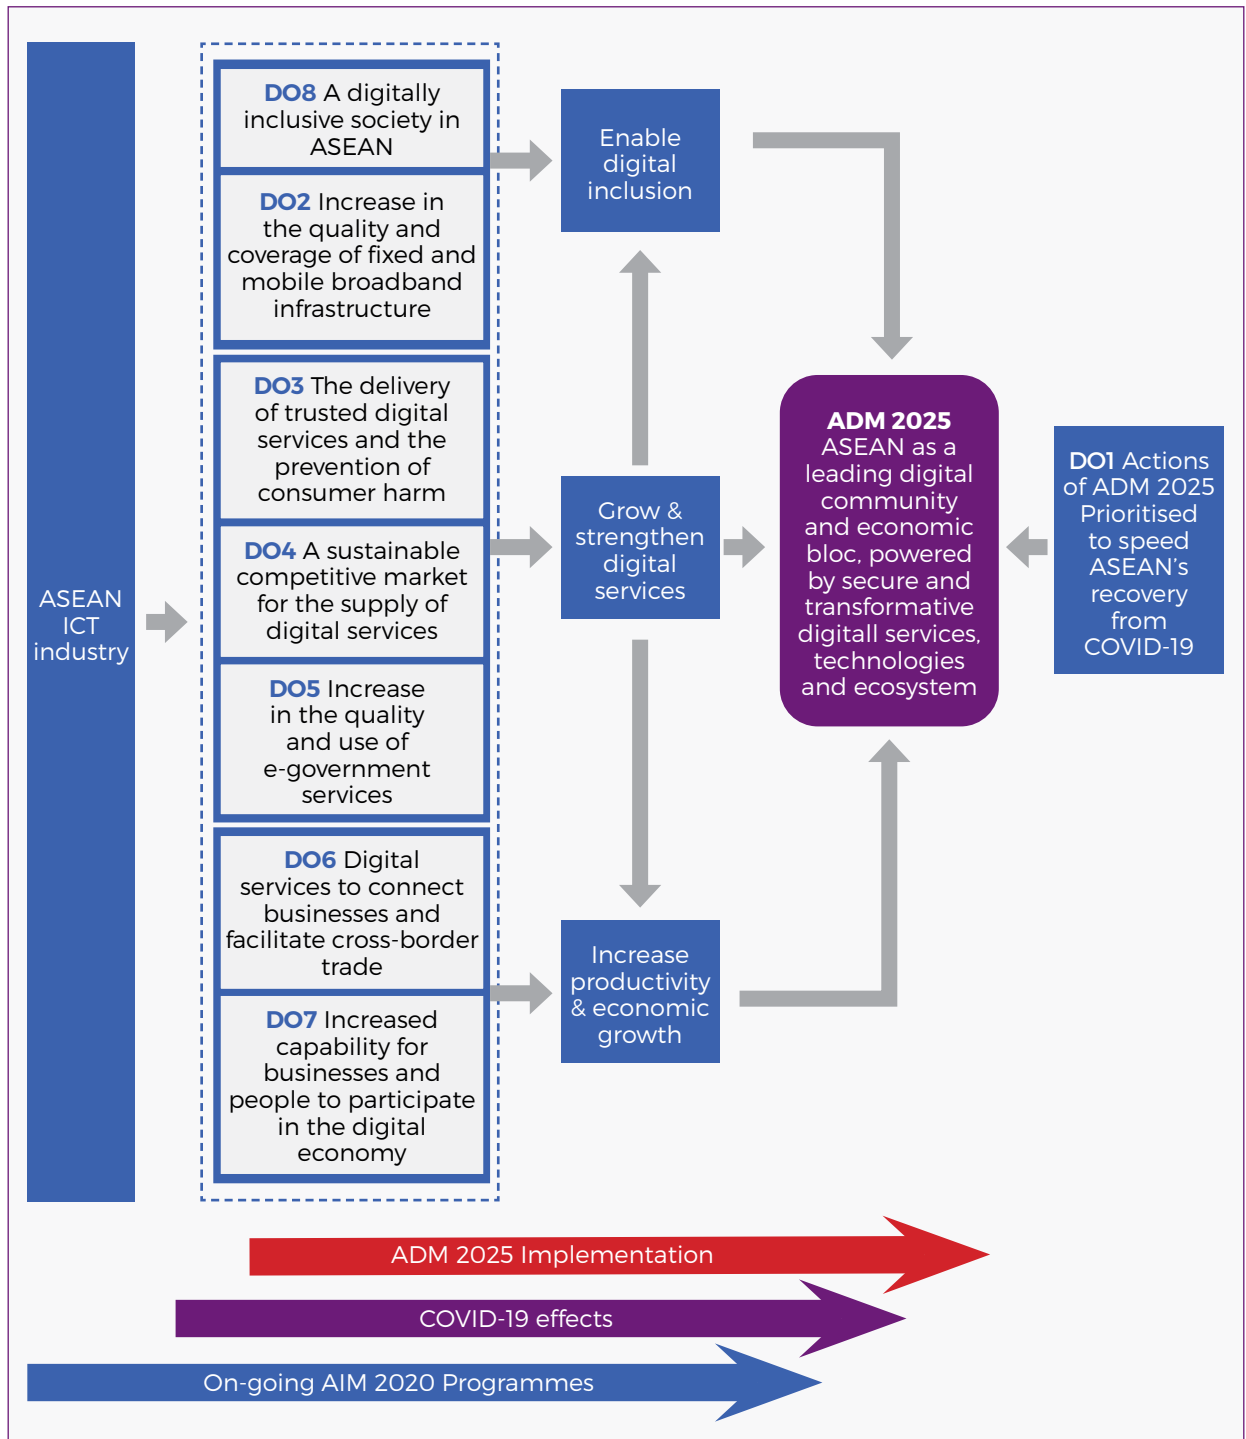 ASEAN
ICT
industry
DO8 A digitally
inclusive society in
ASEAN
DO2 Increase in
the quality and
coverage of fixed and
mobile broadband
infrastructure
DO3 The delivery
of trusted digital
services and the
prevention of
consumer harm
DO4 A sustainable
competitive market
for the supply of
digital services
DO5 Increase
in the quality
and use of
e-government
services
DO6 Digital
services to connect
businesses and
facilitate cross-border
trade
DO7 Increased
capability for
businesses and
people to participate
in the digital
economy
Enable
digital
inclusion
Grow &
strengthen
digital
services
Increase
productivity
& economic
growth
ADM 2025
ASEAN as a
leading digital
community
and economic
bloc, powered
by secure and
transformative
digitall services,
technologies
and ecosystem
DO1 Actions
of ADM 2025
Prioritised
to speed
ASEAN's
recovery
from
COVID-19
ADM 2025 Implementation
COVID-19 effects
On-going AIM 2020 Programmes